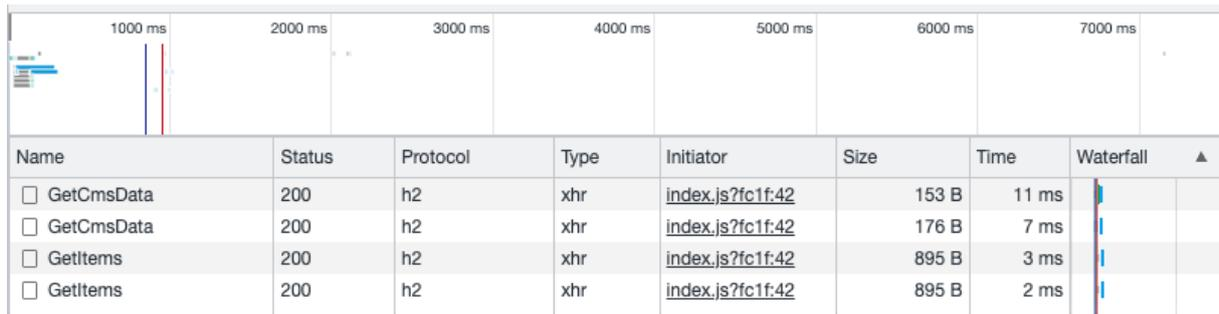 1000 ms 2000 ms 3000 ms 4000 ms 5000 ms 6000 ms 7000 ms
Name Status Protocol Type Initiator Size Time Waterfall ▲
GetCmsData 200 h2 xhr index.js?fc1f:42 153 B 11 ms
GetCmsData 200 h2 xhr index.js?fc1f:42 176 B 7 ms
GetItems 200 h2 xhr index.js?fc1f:42 895 B 3 ms
GetItems 200 h2 xhr index.js?fc1f:42 895 B 2 ms